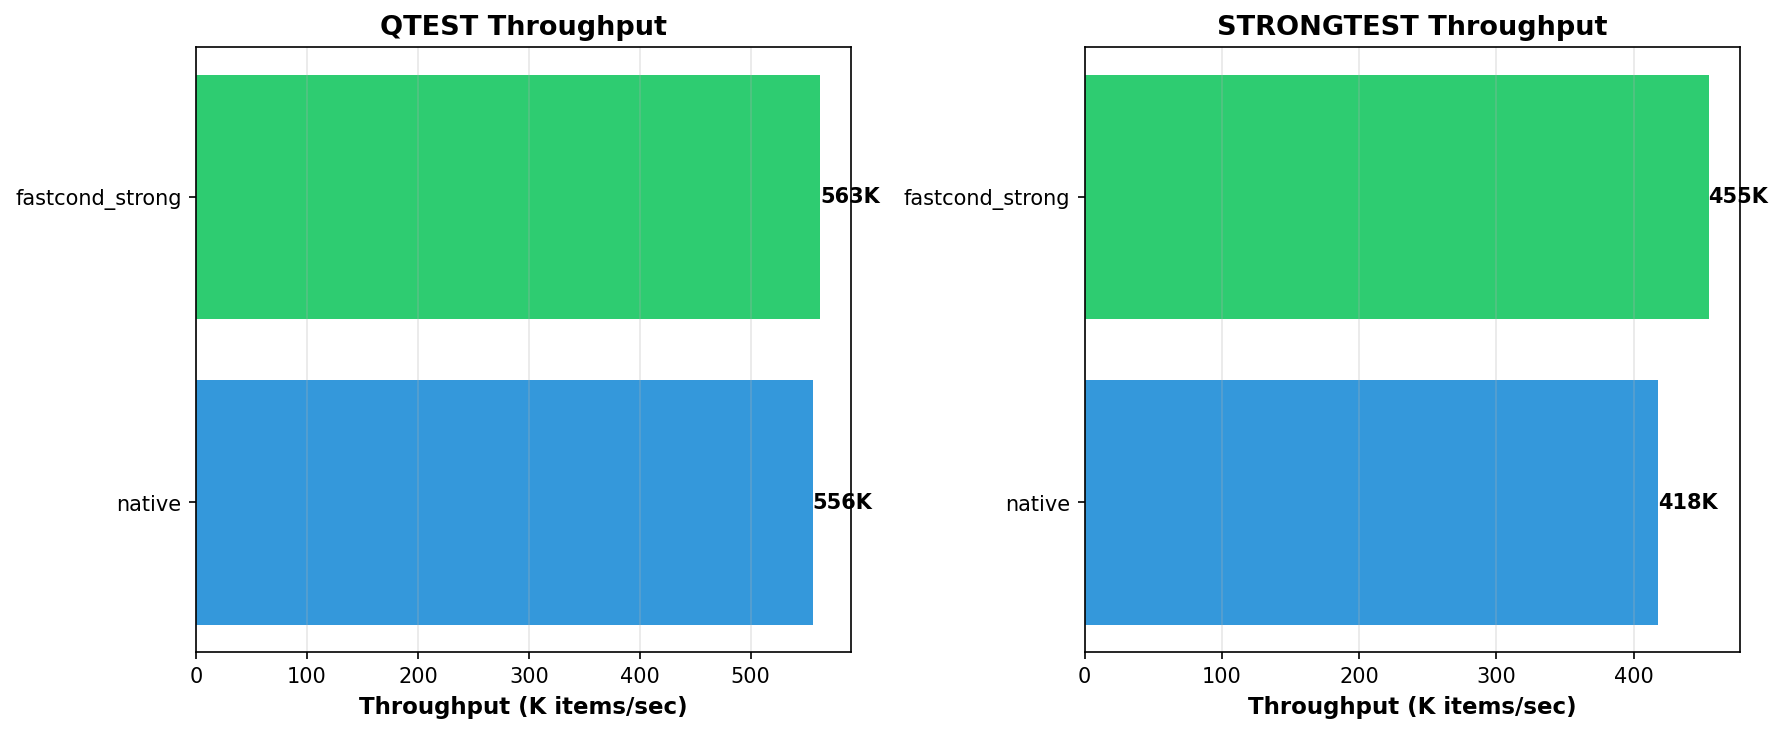 QTEST Throughput
fastcond_strong
563K
native
556K
0 100 200 300 400 500
Throughput (K items/sec)
STRONGTEST Throughput
fastcond_strong
455K
native
418K
0 100 200 300 400
Throughput (K items/sec)